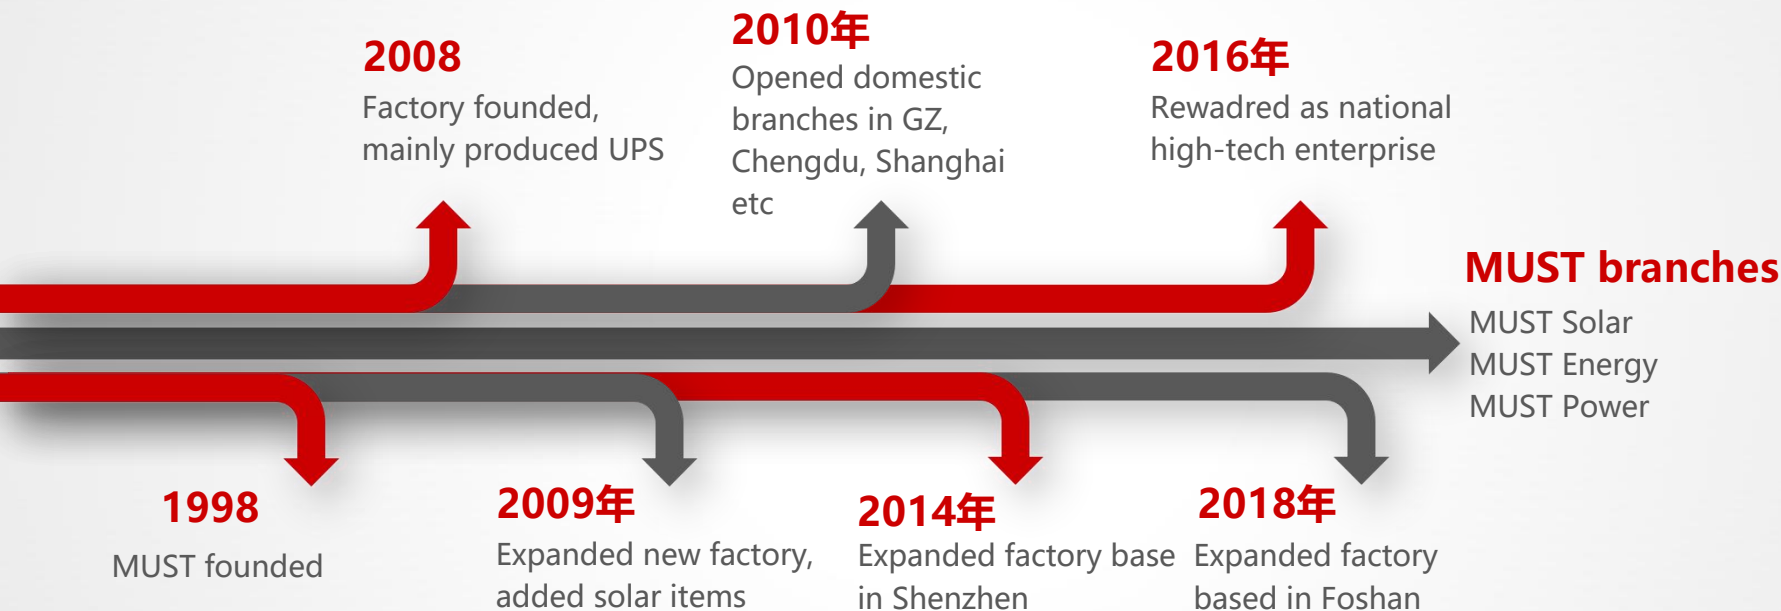 2008
Factory founded,
mainly produced UPS
2010年
Opened domestic
branches in GZ,
Chengdu, Shanghai
etc
2016年
Rewadred as national
high-tech enterprise
MUST branches
MUST Solar
MUST Energy
MUST Power
1998
MUST founded
2009年
Expanded new factory,
added solar items
2014年
Expanded factory base
in Shenzhen
2018年
Expanded factory
based in Foshan